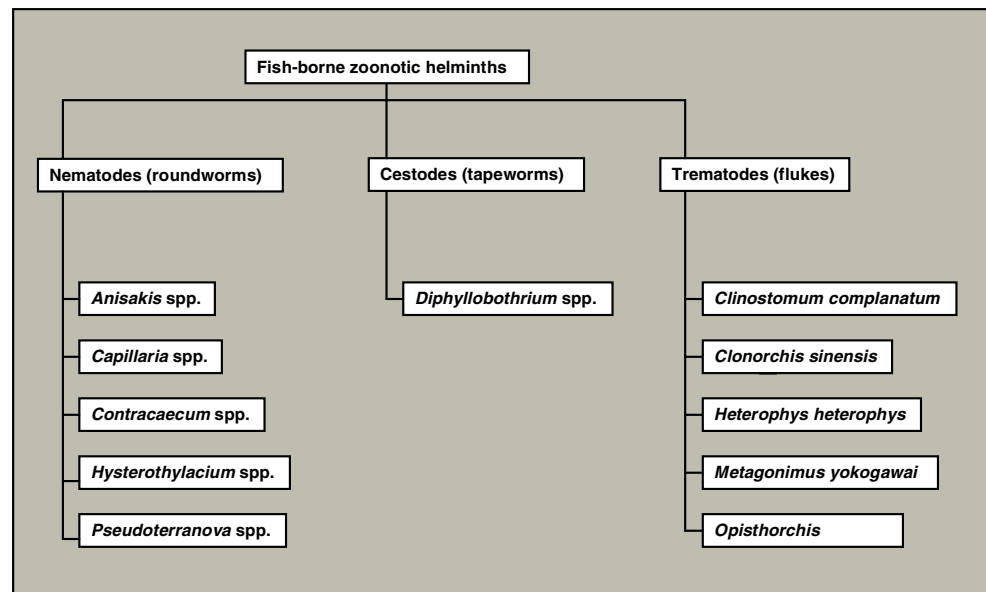 Fish-borne zoonotic helminths
Nematodes (roundworms)
Cestodes (tapeworms)
Trematodes (flukes)
Anisakis spp.
Capillaria spp.
Contracaecum spp.
Hysterothylacium spp.
Pseudoterranova spp.
Diphyllobothrium spp.
Clinostomum complanatum
Clonorchis sinensis
Heterophys heterophys
Metagonimus yokogawai
Opisthorchis